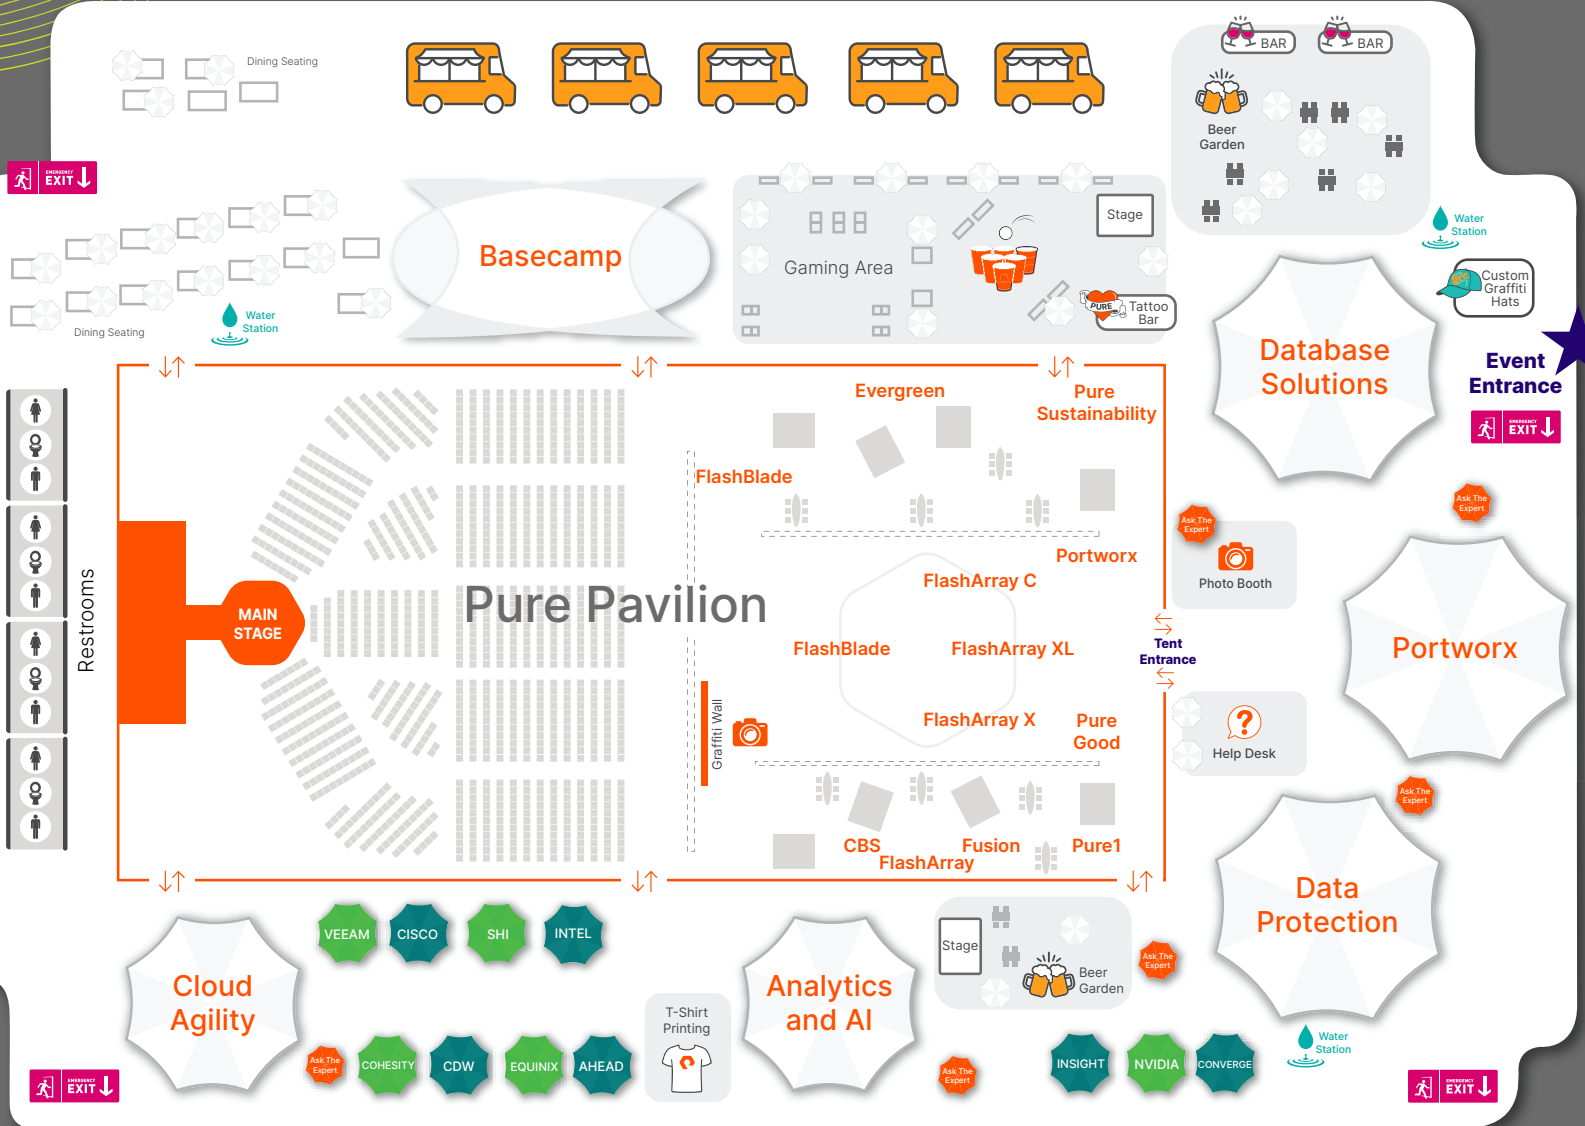 Dining Seating
BAR
BAR
Beer
Garden
EMERGENCY
EXIT
Water
Station
Stage
Basecamp
Gaming Area
PURE
Tattoo
Bar
Custom
Graffiti
Hats
Water
Station
Dining Seating
Database
Solutions
Event
Entrance
EMERGENCY
EXIT
Evergreen
Pure
Sustainability
FlashBlade
Ask The
Expert
Ask The
Expert
Photo Booth
Portworx
FlashArray C
Restrooms
MAIN
STAGE
Pure Pavilion
FlashBlade
FlashArray XL
Tent
Entrance
Portworx
Graffiti Wall
FlashArray X
Pure
Good
Help Desk
Ask The
Expert
CBS
FlashArray
Fusion
Pure1
Data
Protection
VEEAM
CISCO
SHI
INTEL
Stage
Beer
Garden
Ask The
Expert
Cloud
Agility
Analytics
and AI
T-Shirt
Printing
Water
Station
Ask The
Expert
COHESITY
CDW
EQUINIX
AHEAD
Ask The
Expert
INSIGHT
NVIDIA
CONVERGE
EMERGENCY
EXIT
EMERGENCY
EXIT